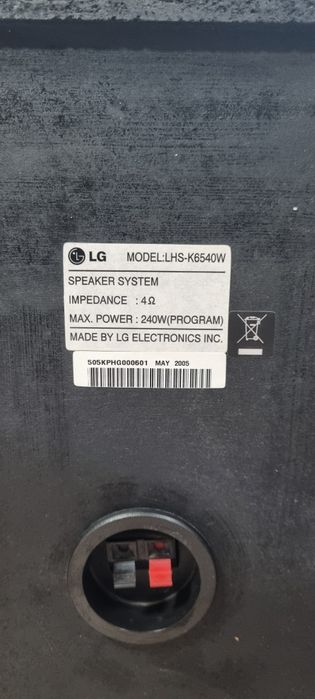 LG MODEL:LHS-K6540W
SPEAKER SYSTEM
IMPEDANCE : 4Ω
MAX. POWER : 240W(PROGRAM)
MADE BY LG ELECTRONICS INC.
505KPHG000601 MAY 2005